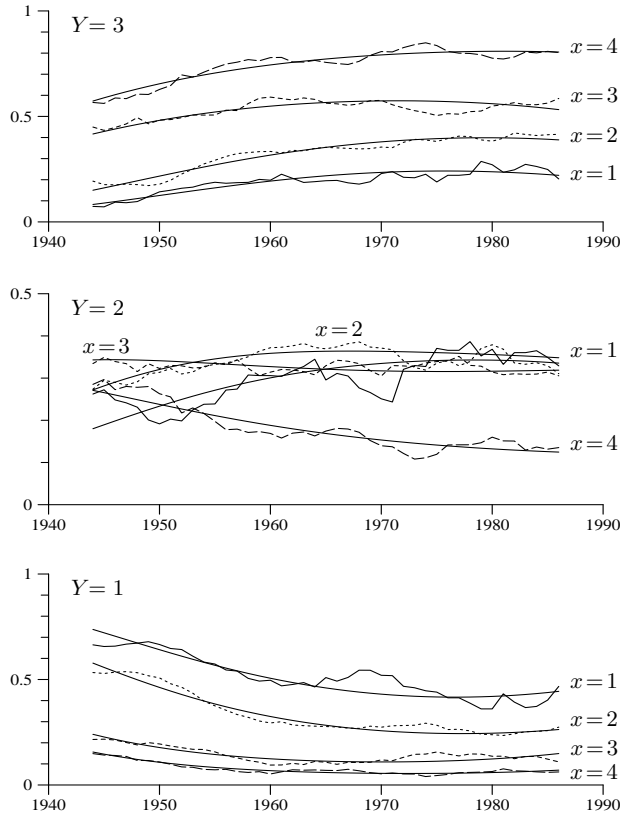 1
Y = 3
x = 4
x = 3
0.5
x = 2
x = 1
0
1940 1950 1960 1970 1980 1990
0.5
Y = 2
x = 2
x = 3
x = 1
x = 4
0
1940 1950 1960 1970 1980 1990
1
Y = 1
0.5
x = 1
x = 2
x = 3
x = 4
0
1940 1950 1960 1970 1980 1990